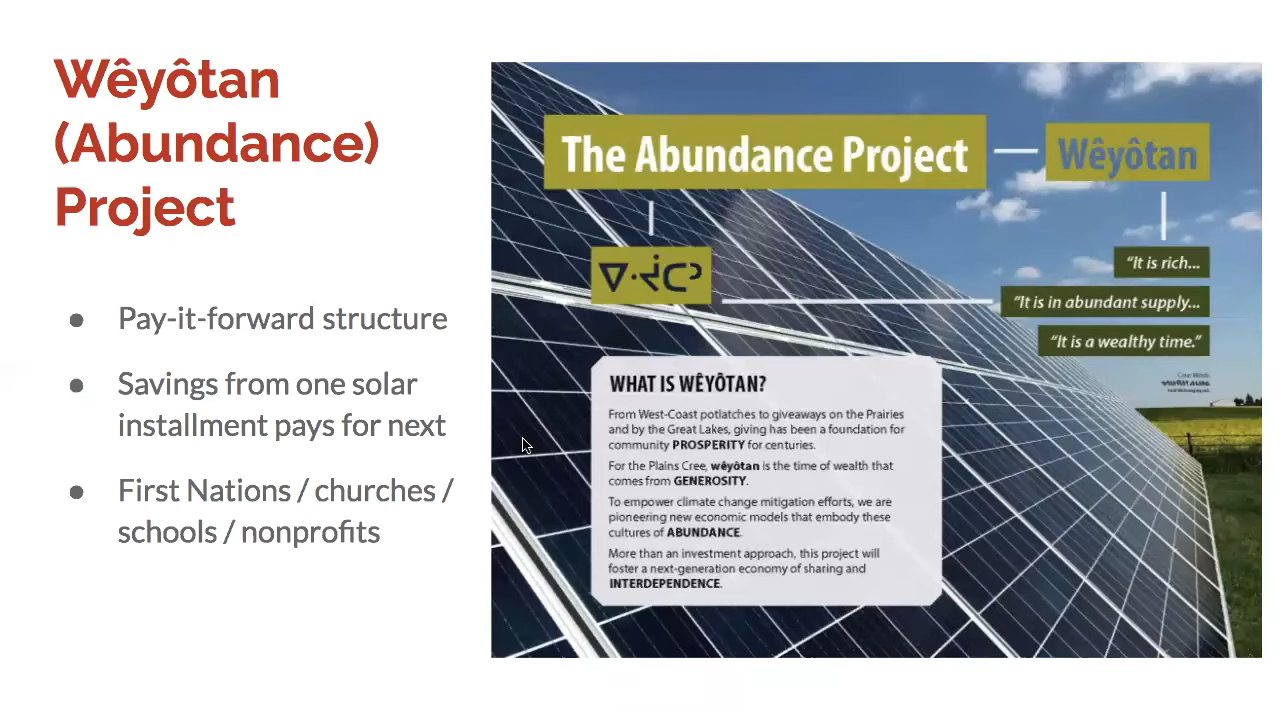 Wêyôtan
(Abundance)
Project
● Pay-it-forward structure
● Savings from one solar
installment pays for next
● First Nations / churches /
schools / nonprofits
The Abundance Project
Wêyôtan
ᐁᐧᔫᑕᐣ
“It is rich...
“It is in abundant supply...
“It is a wealthy time.”
WHAT IS WÊYÔTAN?
From West-Coast potlatches to giveaways on the Prairies
and by the Great Lakes, giving has been a foundation for
community PROSPERITY for centuries.
For the Plains Cree, wêyôtan is the time of wealth that
comes from GENEROSITY.
To empower climate change mitigation efforts, we are
pioneering new economic models that embody these
cultures of ABUNDANCE.
More than an investment approach, this project will
foster a next-generation economy of sharing and
INTERDEPENDENCE.